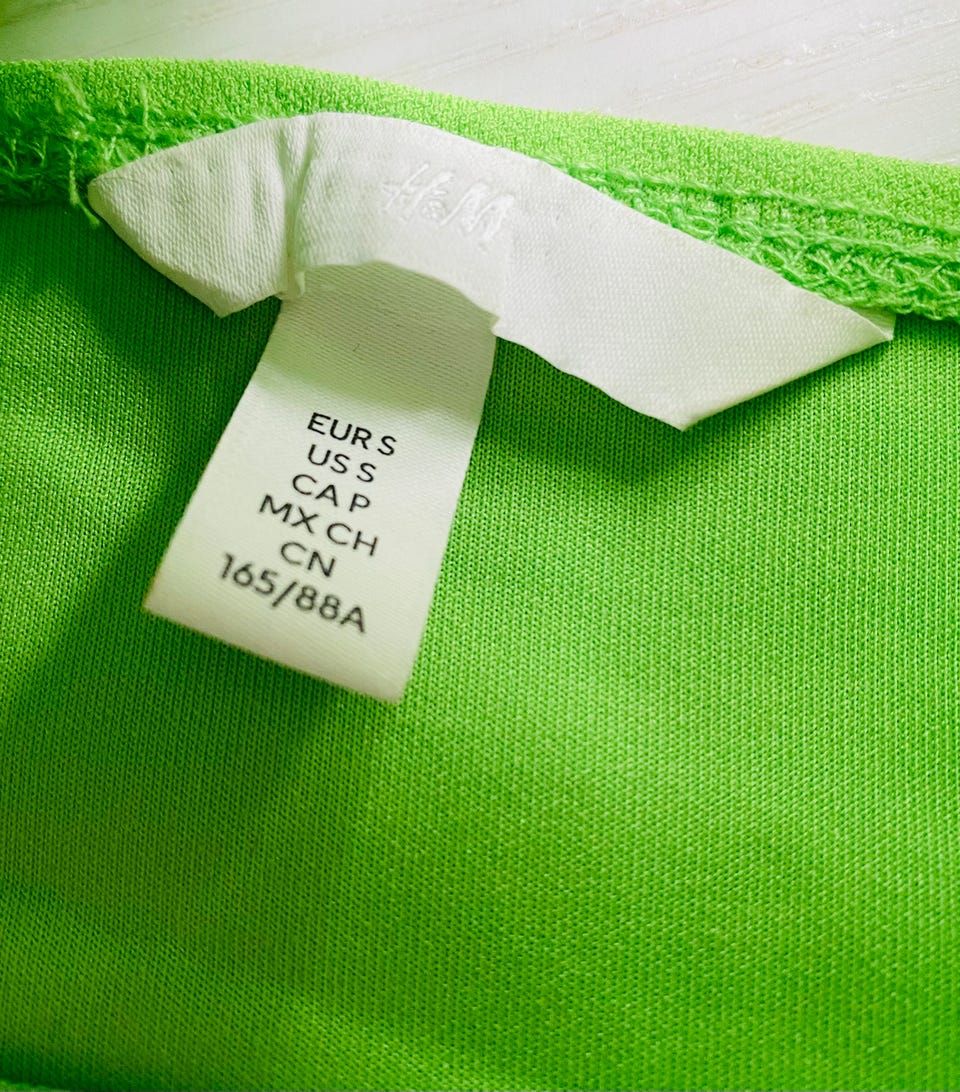 H&M
EUR S
US S
CA P
MX CH
CN
165/88A